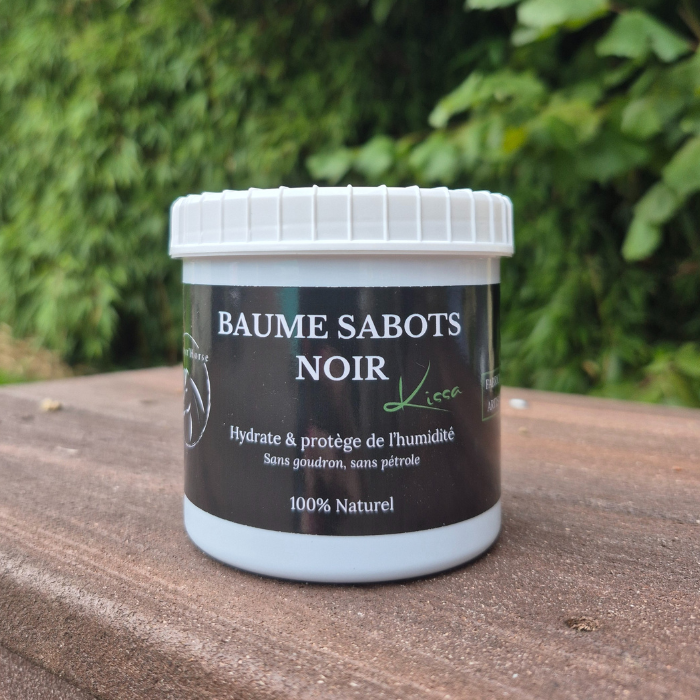 BAUME SABOTS
NOIR
Kissa
Hydrate & protège de l'humidité
Sans goudron, sans pétrole
100% Naturel